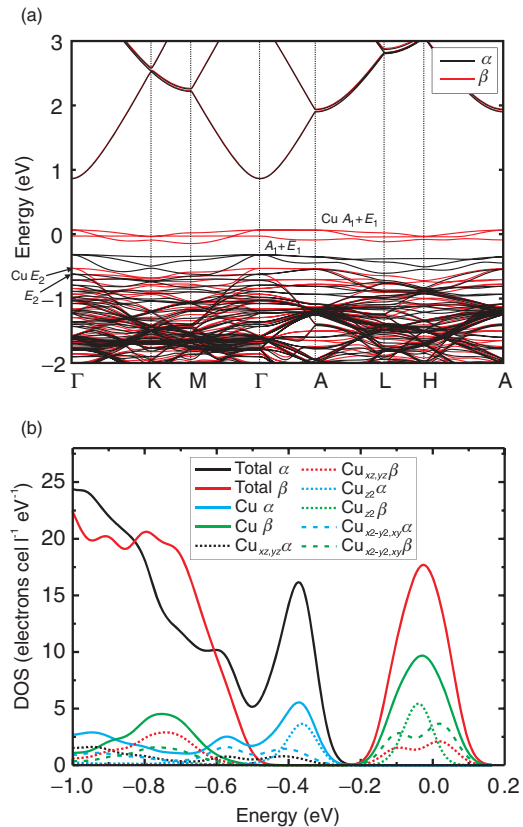 (a)
3
2
1
0
−1
−2
Energy (eV)
α
β
Cu A1+E1
A1+E1
Cu E2
E2
Γ K M Γ A L H A
(b)
25
20
15
10
5
0
DOS (electrons cel l⁻¹ eV⁻¹)
Total α
Total β
Cu α
Cu β
Cuxz,yzα
Cuxz,yzβ
Cuz2α
Cuz2β
Cux2-y2,xyα
Cux2-y2,xyβ
−1.0 −0.8 −0.6 −0.4 −0.2 0.0 0.2
Energy (eV)